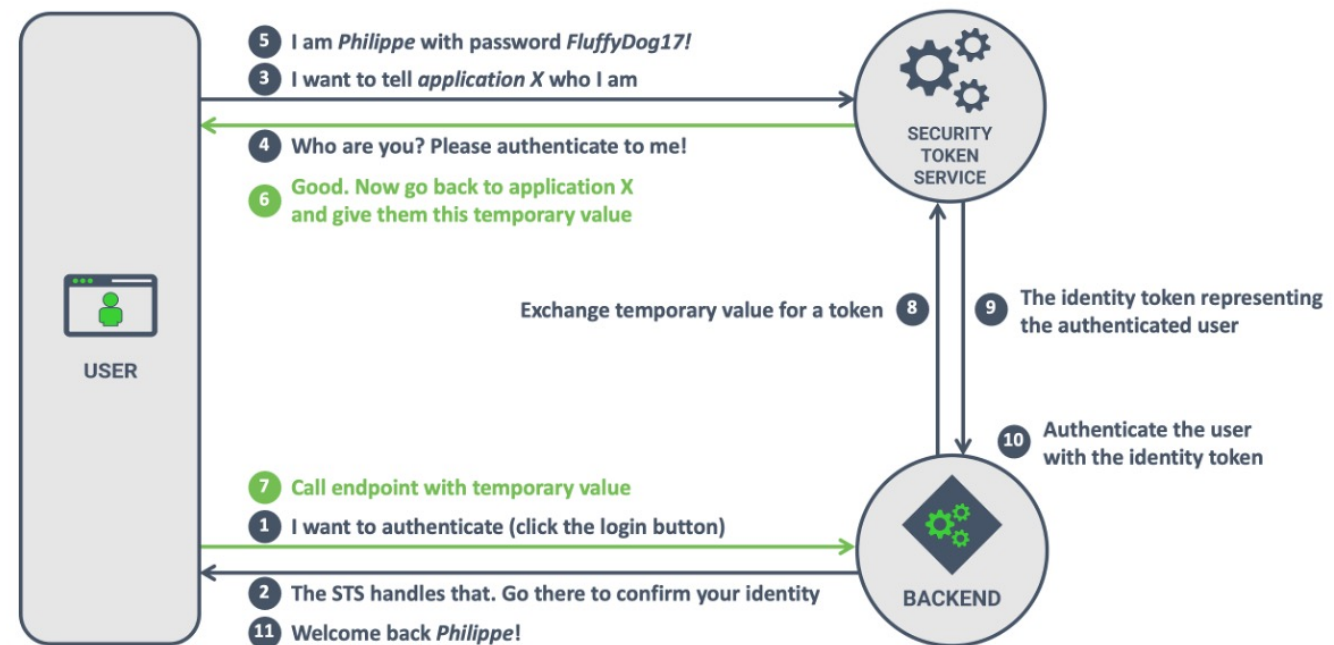 5 I am Philippe with password FluffyDog17!
3 I want to tell application X who I am
4 Who are you? Please authenticate to me!
6 Good. Now go back to application X
and give them this temporary value
SECURITY
TOKEN
SERVICE
USER
Exchange temporary value for a token 8
9 The identity token representing
the authenticated user
10 Authenticate the user
with the identity token
7 Call endpoint with temporary value
1 I want to authenticate (click the login button)
2 The STS handles that. Go there to confirm your identity
11 Welcome back Philippe!
BACKEND